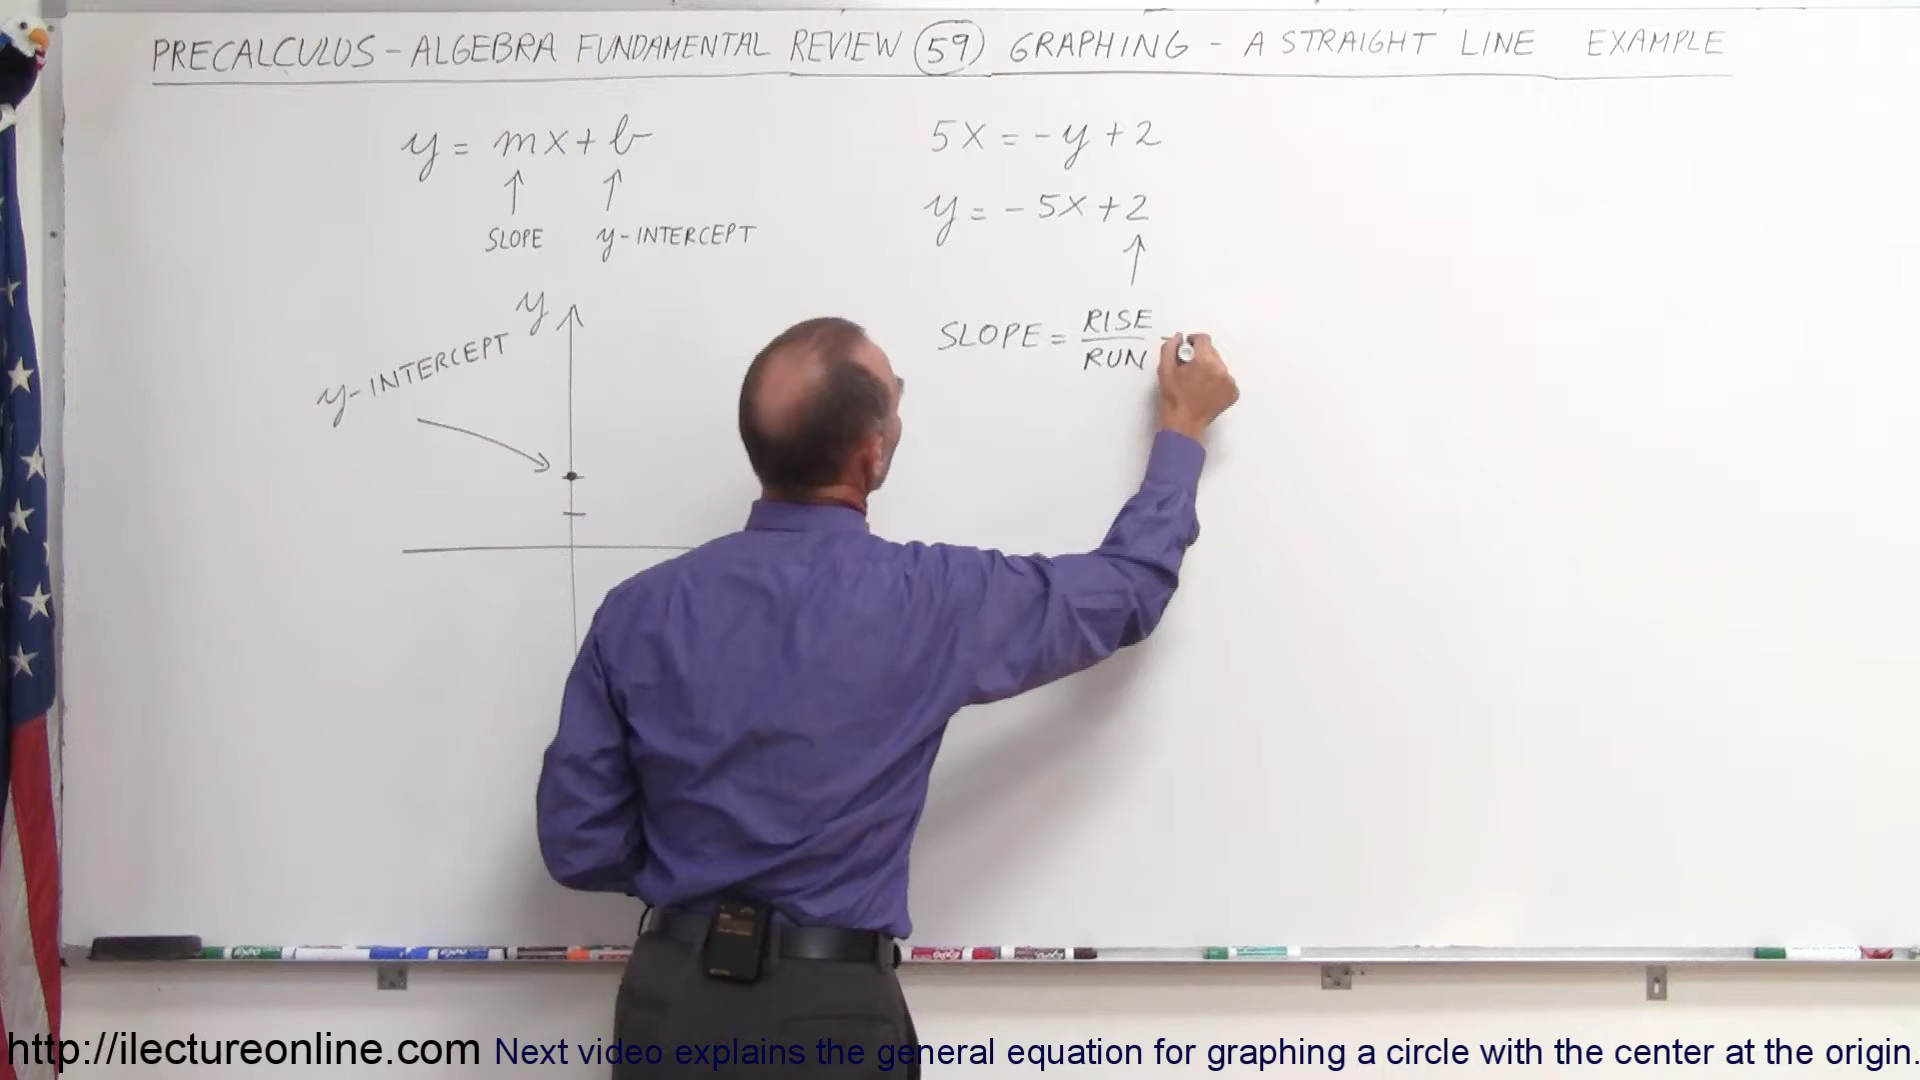 PRECALCULUS - ALGEBRA FUNDAMENTAL REVIEW 59 GRAPHING - A STRAIGHT LINE EXAMPLE
y = mx + b
SLOPE y-INTERCEPT
y
y-INTERCEPT
5x = -y + 2
y = -5x + 2
SLOPE = RISE
RUN
http://ilectureonline.com Next video explains the general equation for graphing a circle with the center at the origin.